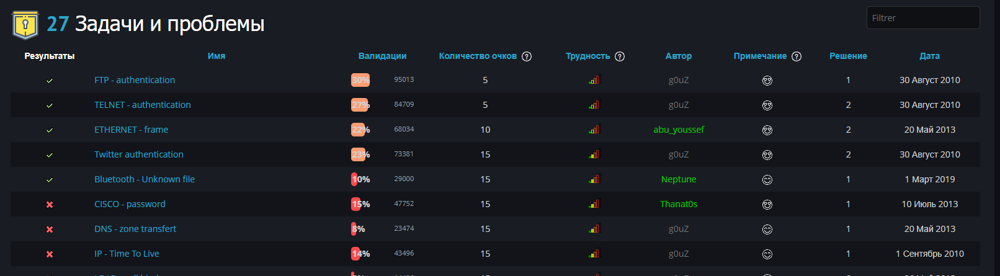 27 Задачи и проблемы
Filtrer
Результаты Имя Валидации Количество очков ? Трудность ? Автор Примечание ? Решение Дата
FTP - authentication 30% 95013 5 g0uZ 1 30 Август 2010
TELNET - authentication 27% 84709 5 g0uZ 2 30 Август 2010
ETHERNET - frame 22% 68034 10 abu_youssef 2 20 Май 2013
Twitter authentication 23% 73381 15 g0uZ 2 30 Август 2010
Bluetooth - Unknown file 10% 29000 15 Neptune 1 1 Март 2019
CISCO - password 15% 47752 15 Thanat0s 1 10 Июль 2013
DNS - zone transfert 8% 23474 15 g0uZ 1 20 Май 2013
IP - Time To Live 14% 43496 15 g0uZ 1 1 Сентябрь 2010